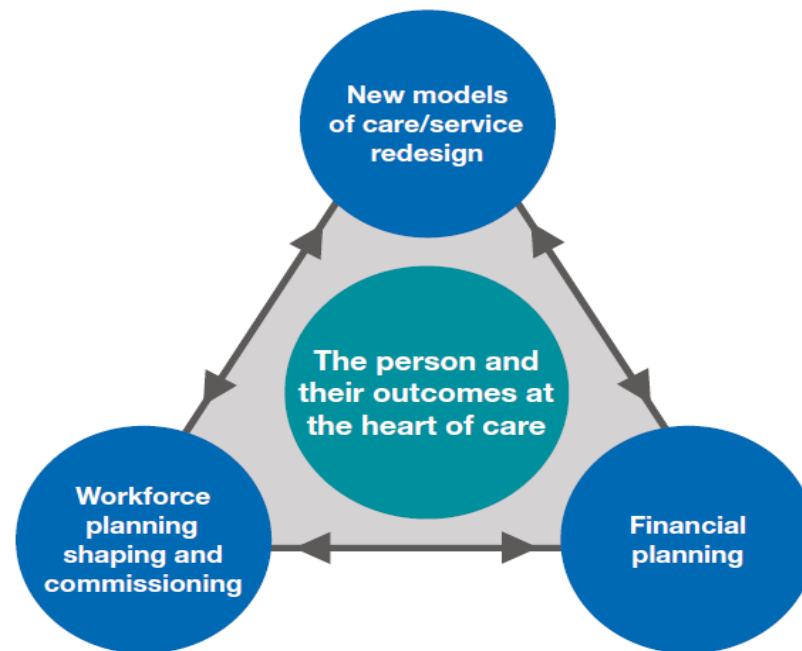 New models
of care/service
redesign
The person and
their outcomes at
the heart of care
Workforce
planning
shaping and
commissioning
Financial
planning